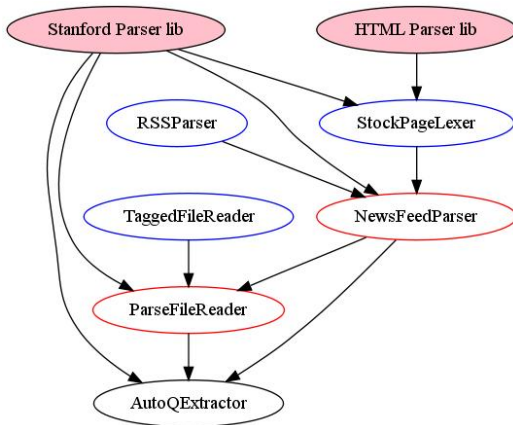 Stanford Parser lib
HTML Parser lib
RSSParser
StockPageLexer
TaggedFileReader
NewsFeedParser
ParseFileReader
AutoQExtractor